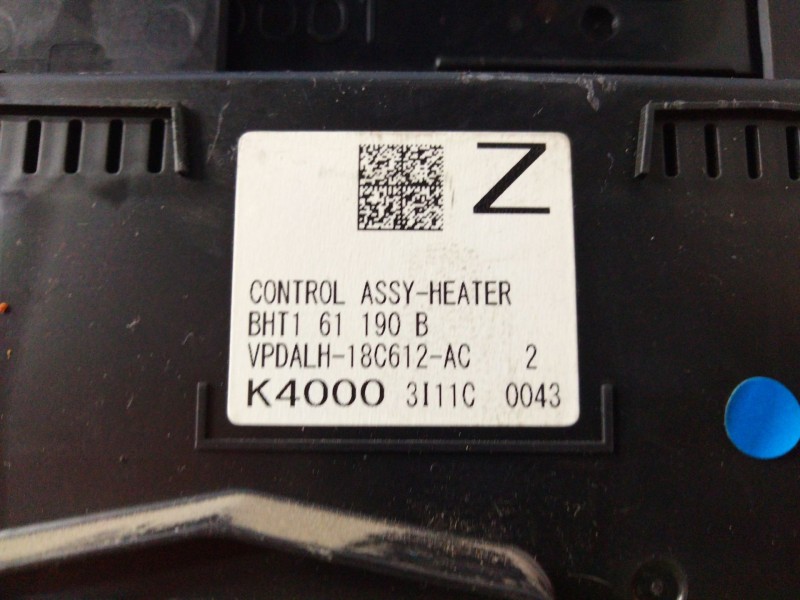 Z
CONTROL ASSY-HEATER
BHT1 61 190 B
VPDALH-18C612-AC 2
K4000 3I11C 0043